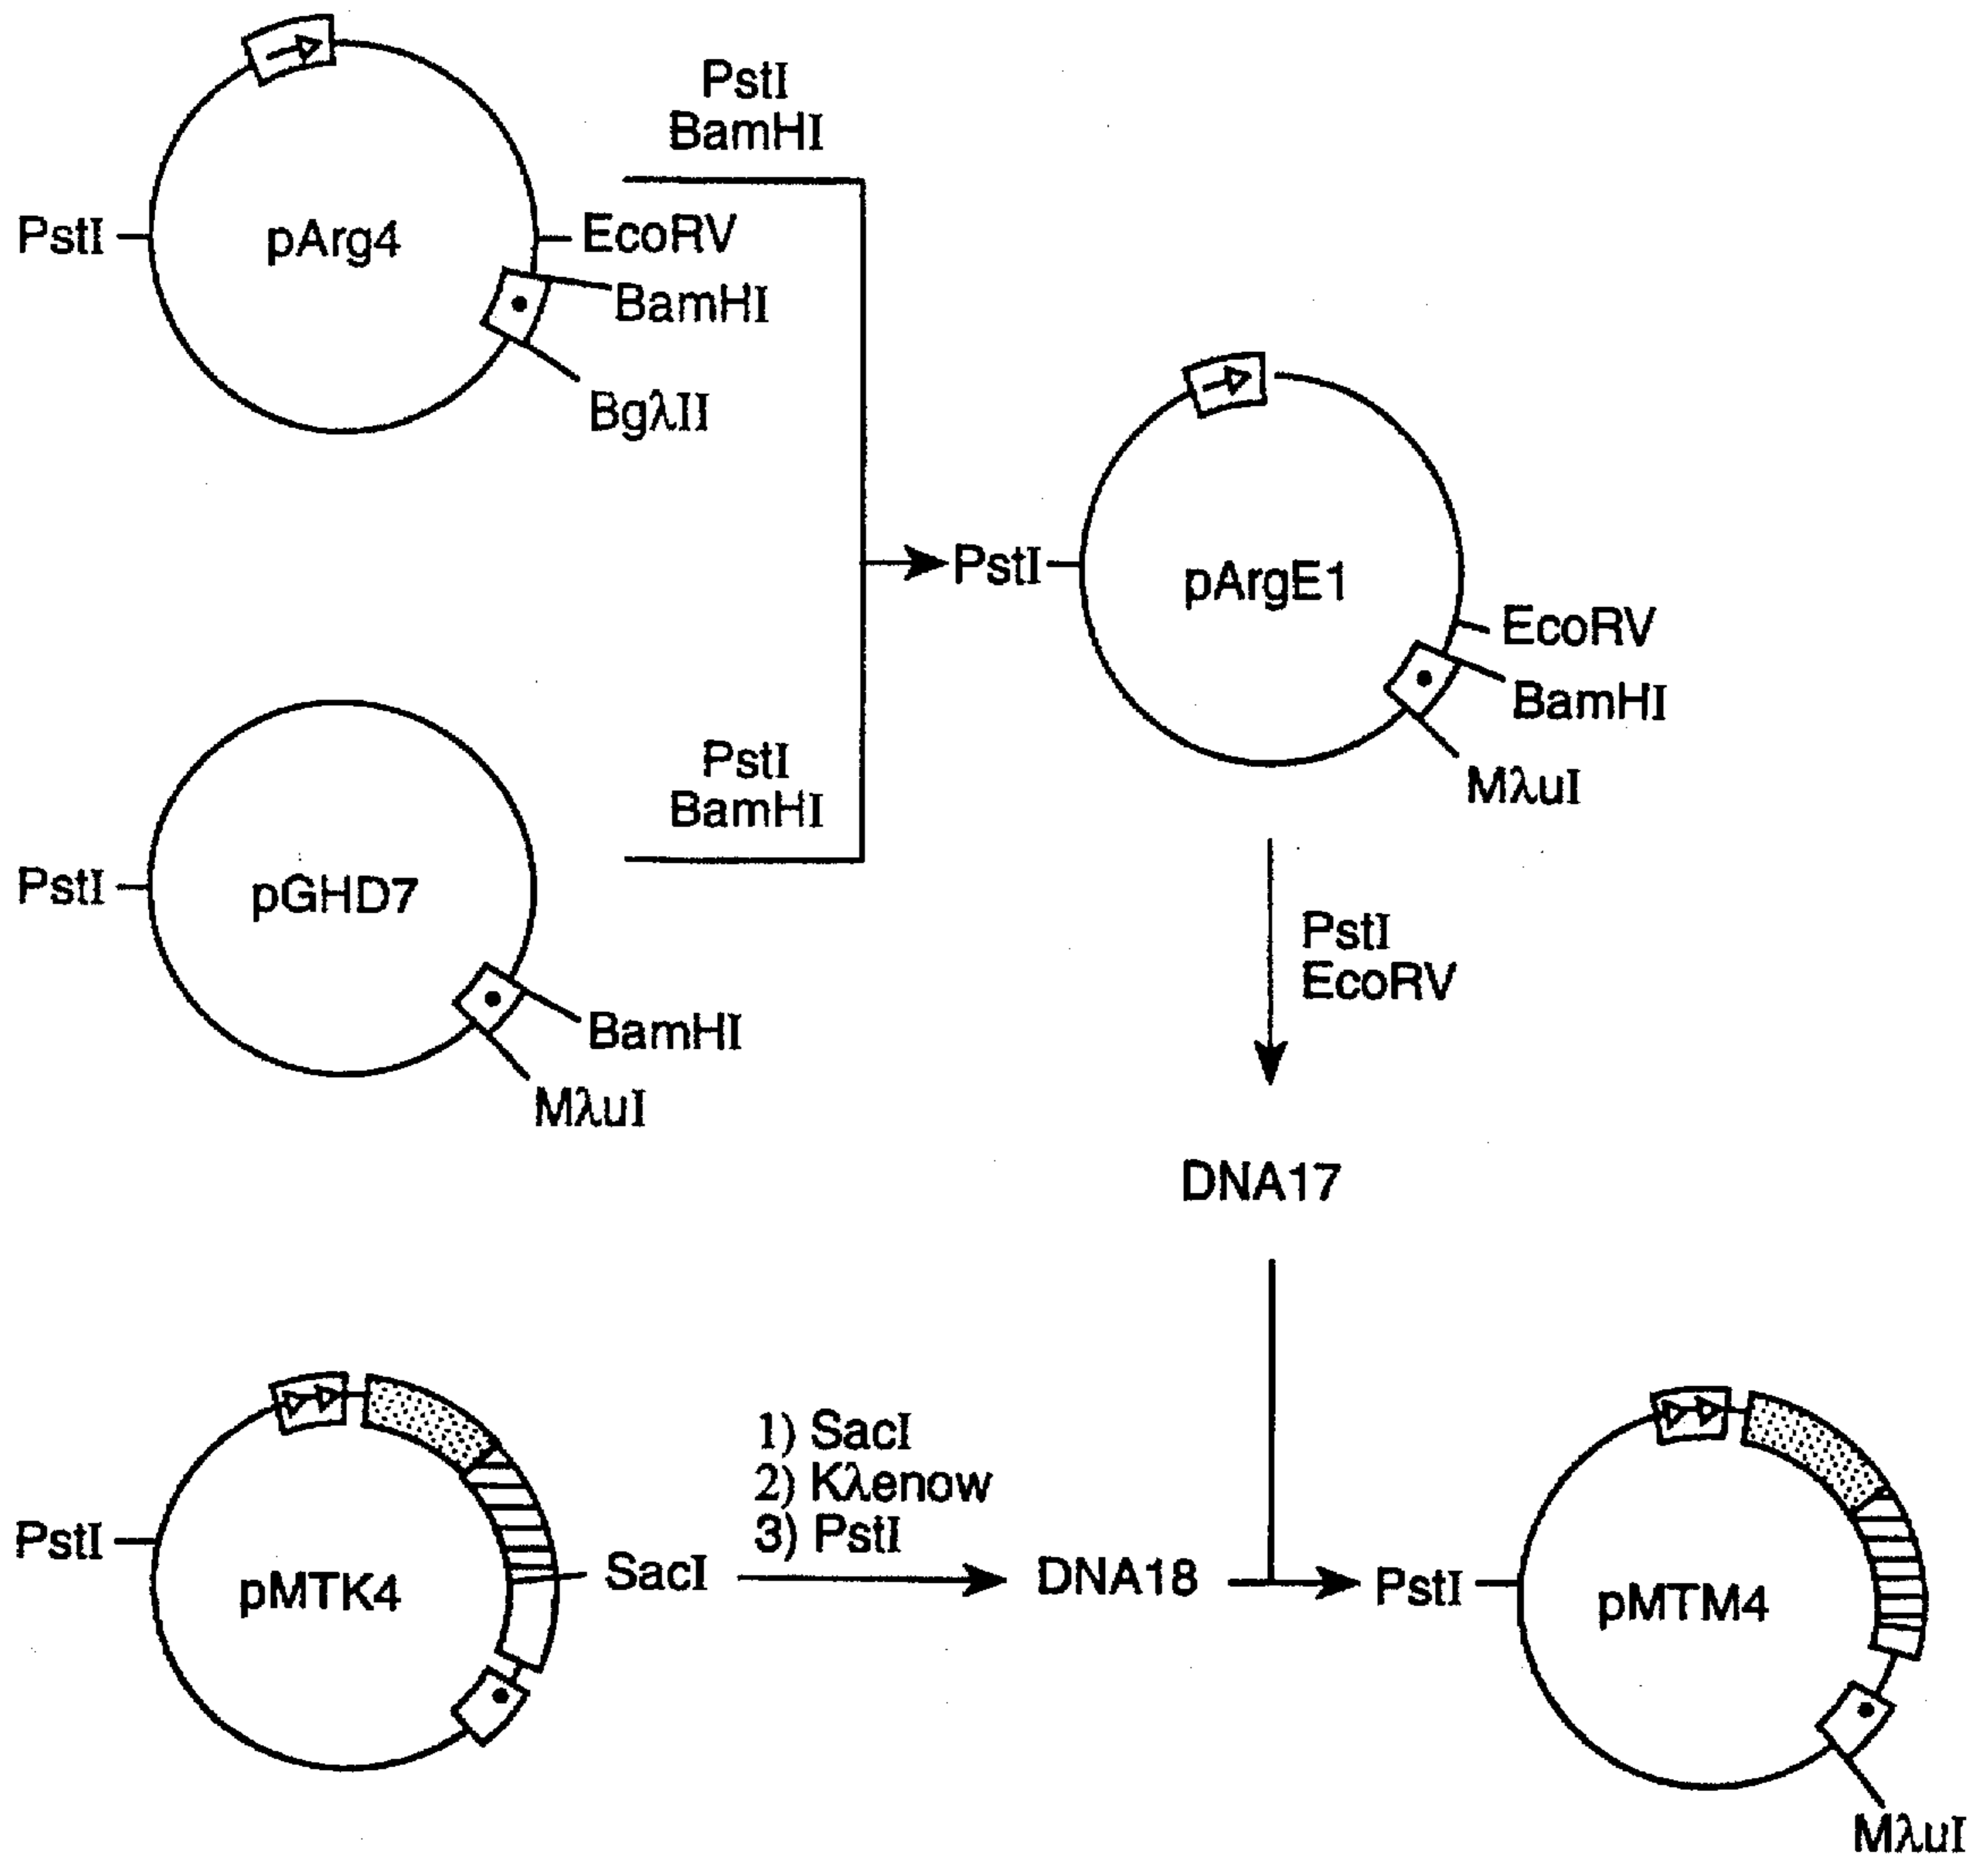 PstI
BamHI
PstI
pArg4
EcoRV
BamHI
BgλII
PstI
pArgE1
EcoRV
BamHI
MλuI
PstI
BamHI
PstI
pGHD7
BamHI
MλuI
PstI
EcoRV
DNA17
1) SacI
2) Kλenow
3) PstI
PstI
pMTK4
SacI
DNA18
PstI
pMTM4
MλuI